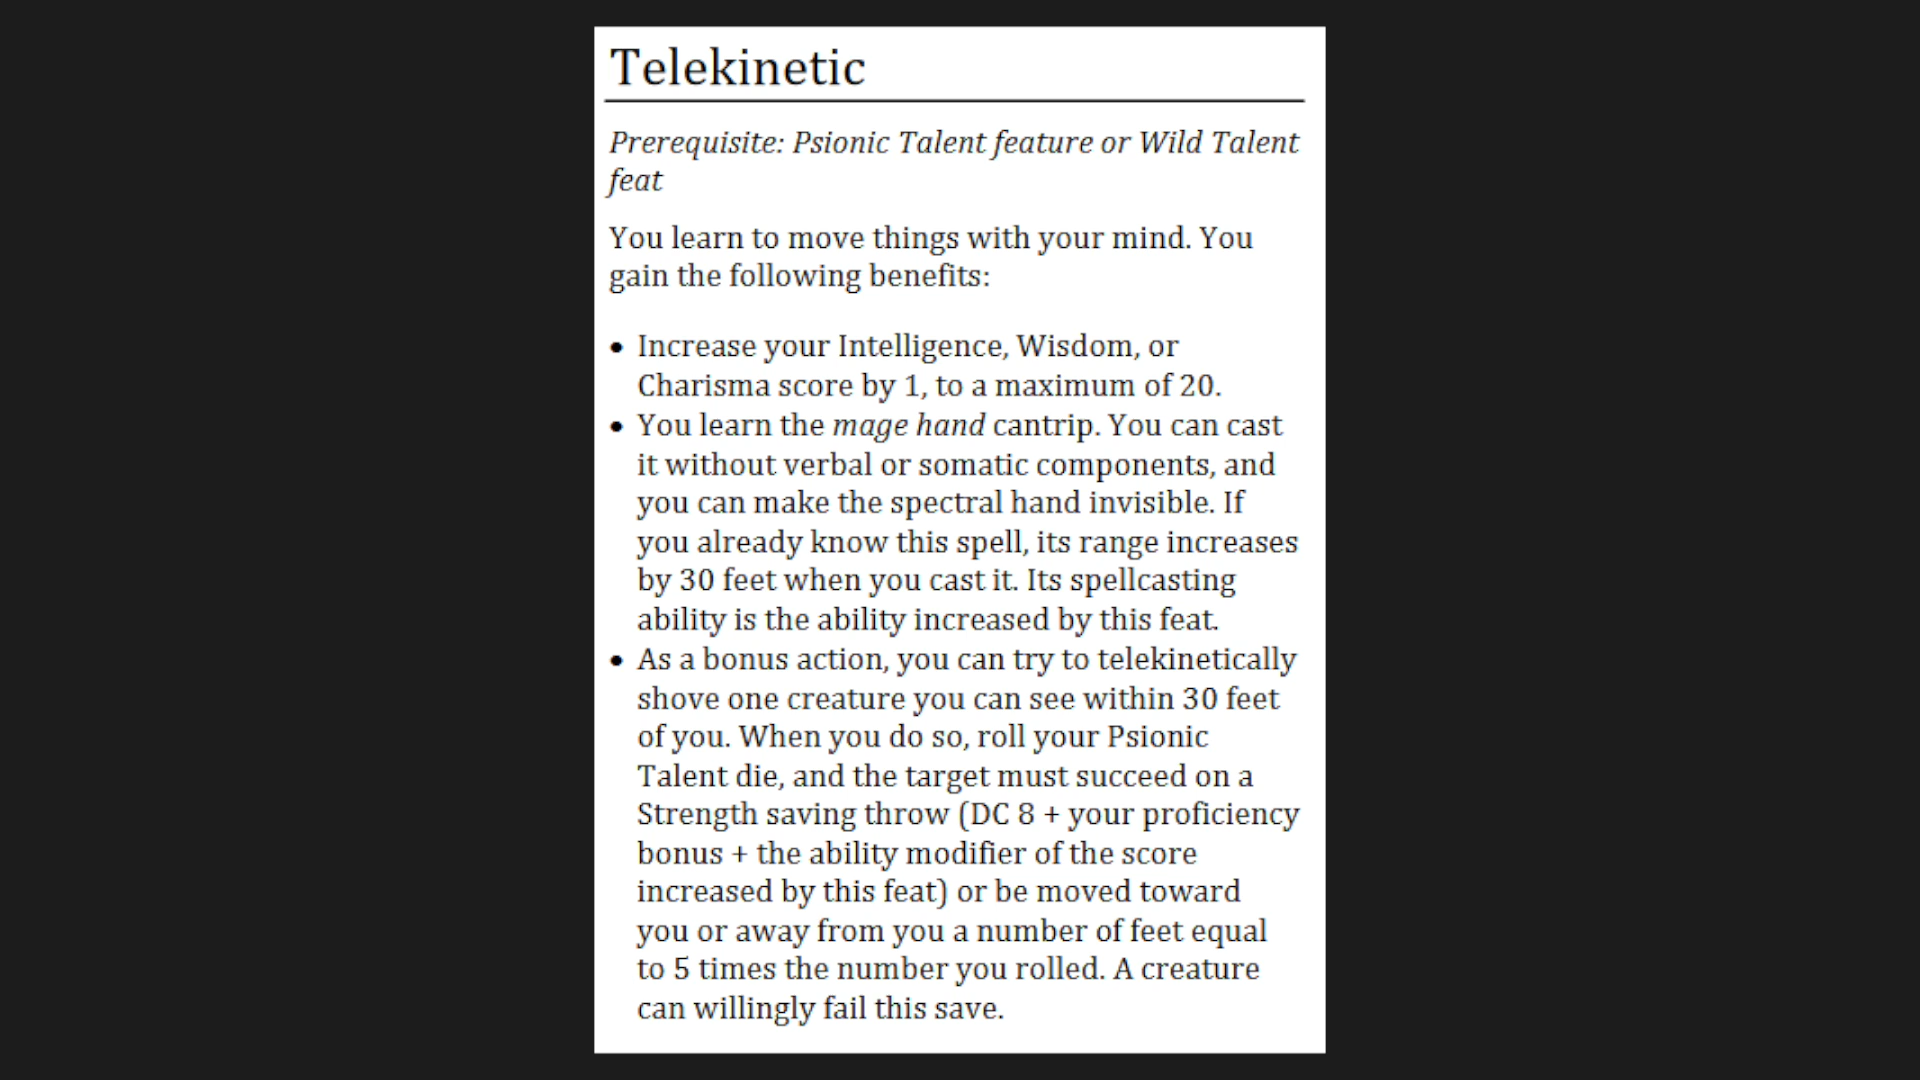 Telekinetic
Prerequisite: Psionic Talent feature or Wild Talent
feat
You learn to move things with your mind. You
gain the following benefits:
• Increase your Intelligence, Wisdom, or
Charisma score by 1, to a maximum of 20.
• You learn the mage hand cantrip. You can cast
it without verbal or somatic components, and
you can make the spectral hand invisible. If
you already know this spell, its range increases
by 30 feet when you cast it. Its spellcasting
ability is the ability increased by this feat.
• As a bonus action, you can try to telekinetically
shove one creature you can see within 30 feet
of you. When you do so, roll your Psionic
Talent die, and the target must succeed on a
Strength saving throw (DC 8 + your proficiency
bonus + the ability modifier of the score
increased by this feat) or be moved toward
you or away from you a number of feet equal
to 5 times the number you rolled. A creature
can willingly fail this save.